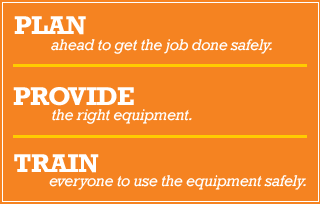 PLAN
ahead to get the job done safely.
PROVIDE
the right equipment.
TRAIN
everyone to use the equipment safely.